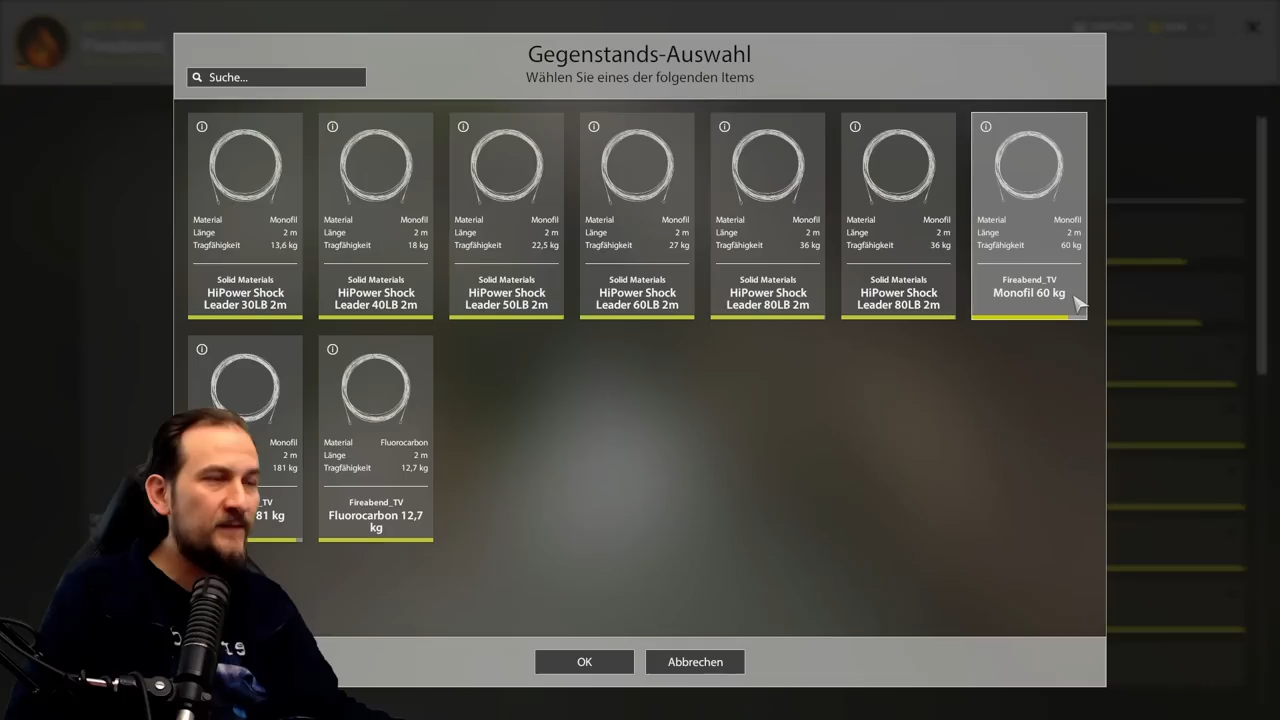 Gegenstands-Auswahl
Suche...
Wählen Sie eines der folgenden Items
Material Monofil
Länge 2 m
Tragfähigkeit 13,6 kg
Solid Materials
HiPower Shock
Leader 30LB 2m
Material Monofil
Länge 2 m
Tragfähigkeit 18 kg
Solid Materials
HiPower Shock
Leader 40LB 2m
Material Monofil
Länge 2 m
Tragfähigkeit 22,5 kg
Solid Materials
HiPower Shock
Leader 50LB 2m
Material Monofil
Länge 2 m
Tragfähigkeit 27 kg
Solid Materials
HiPower Shock
Leader 60LB 2m
Material Monofil
Länge 2 m
Tragfähigkeit 36 kg
Solid Materials
HiPower Shock
Leader 80LB 2m
Material Monofil
Länge 2 m
Tragfähigkeit 36 kg
Solid Materials
HiPower Shock
Leader 80LB 2m
Material Monofil
Länge 2 m
Tragfähigkeit 60 kg
Fireabend_TV
Monofil 60 kg
Monofil
2 m
181 kg
_TV
81 kg
Material Fluorocarbon
Länge 2 m
Tragfähigkeit 12,7 kg
Fireabend_TV
Fluorocarbon 12,7
kg
OK Abbrechen